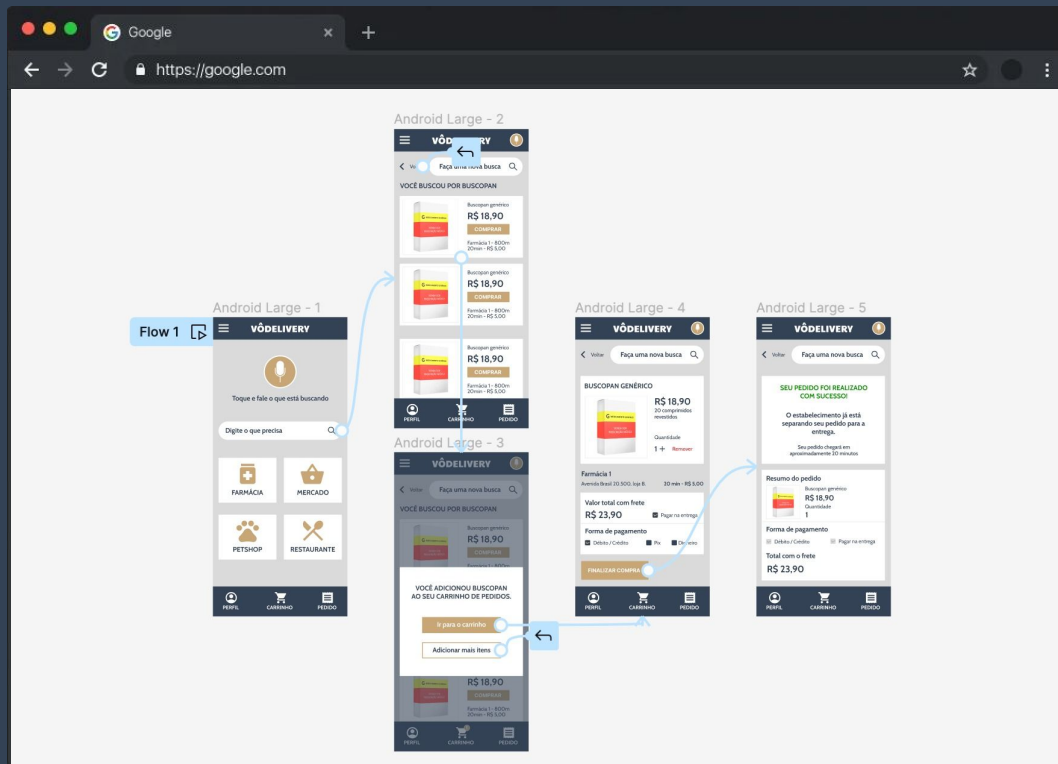 Google
https://google.com
Flow 1
Android Large - 1
VÔDELIVERY
Toque e fale o que está buscando
Digite o que precisa
FARMÁCIA
MERCADO
PETSHOP
RESTAURANTE
PERFIL
CARRINHO
PEDIDO
Android Large - 2
Faça uma nova busca
VOCÊ BUSCOU POR BUSCOPAN
Buscopan genérico
R$ 18,90
COMPRAR
Farmácia 1 - 800m
20min - R$ 5,00
Buscopan genérico
R$ 18,90
COMPRAR
Farmácia 1 - 800m
20min - R$ 5,00
Buscopan genérico
R$ 18,90
COMPRAR
Farmácia 1 - 800m
20min - R$ 5,00
PERFIL
CARRINHO
PEDIDO
Android Large - 3
VÔDELIVERY
Voltar
Faça uma nova busca
VOCÊ BUSCOU POR BUSCOPAN
Buscopan genérico
R$ 18,90
COMPRAR
Farmácia 1 - 800m
VOCÊ ADICIONOU BUSCOPAN
AO SEU CARRINHO DE PEDIDOS.
Ir para o carrinho
Adicionar mais itens
R$ 18,90
COMPRAR
Farmácia 1 - 800m
20min - R$ 5,00
PERFIL
CARRINHO
PEDIDO
Android Large - 4
VÔDELIVERY
Voltar
Faça uma nova busca
BUSCOPAN GENÉRICO
R$ 18,90
20 comprimidos
revestidos
Quantidade
1 + Remover
Farmácia 1
Avenida Brasil 20.500, loja B.
20 min - R$ 5,00
Valor total com frete
R$ 23,90
Pagar na entrega
Forma de pagamento
Débito / Crédito
Pix
Dinheiro
FINALIZAR COMPRA
PERFIL
CARRINHO
PEDIDO
Android Large - 5
VÔDELIVERY
Voltar
Faça uma nova busca
SEU PEDIDO FOI REALIZADO
COM SUCESSO!
O estabelecimento já está
separando seu pedido para a
entrega.
Seu pedido chegará em
aproximadamente 20 minutos
Resumo do pedido
Buscopan genérico
R$ 18,90
Quantidade
1
Forma de pagamento
Débito / Crédito
Pagar na entrega
Total com o frete
R$ 23,90
PERFIL
CARRINHO
PEDIDO